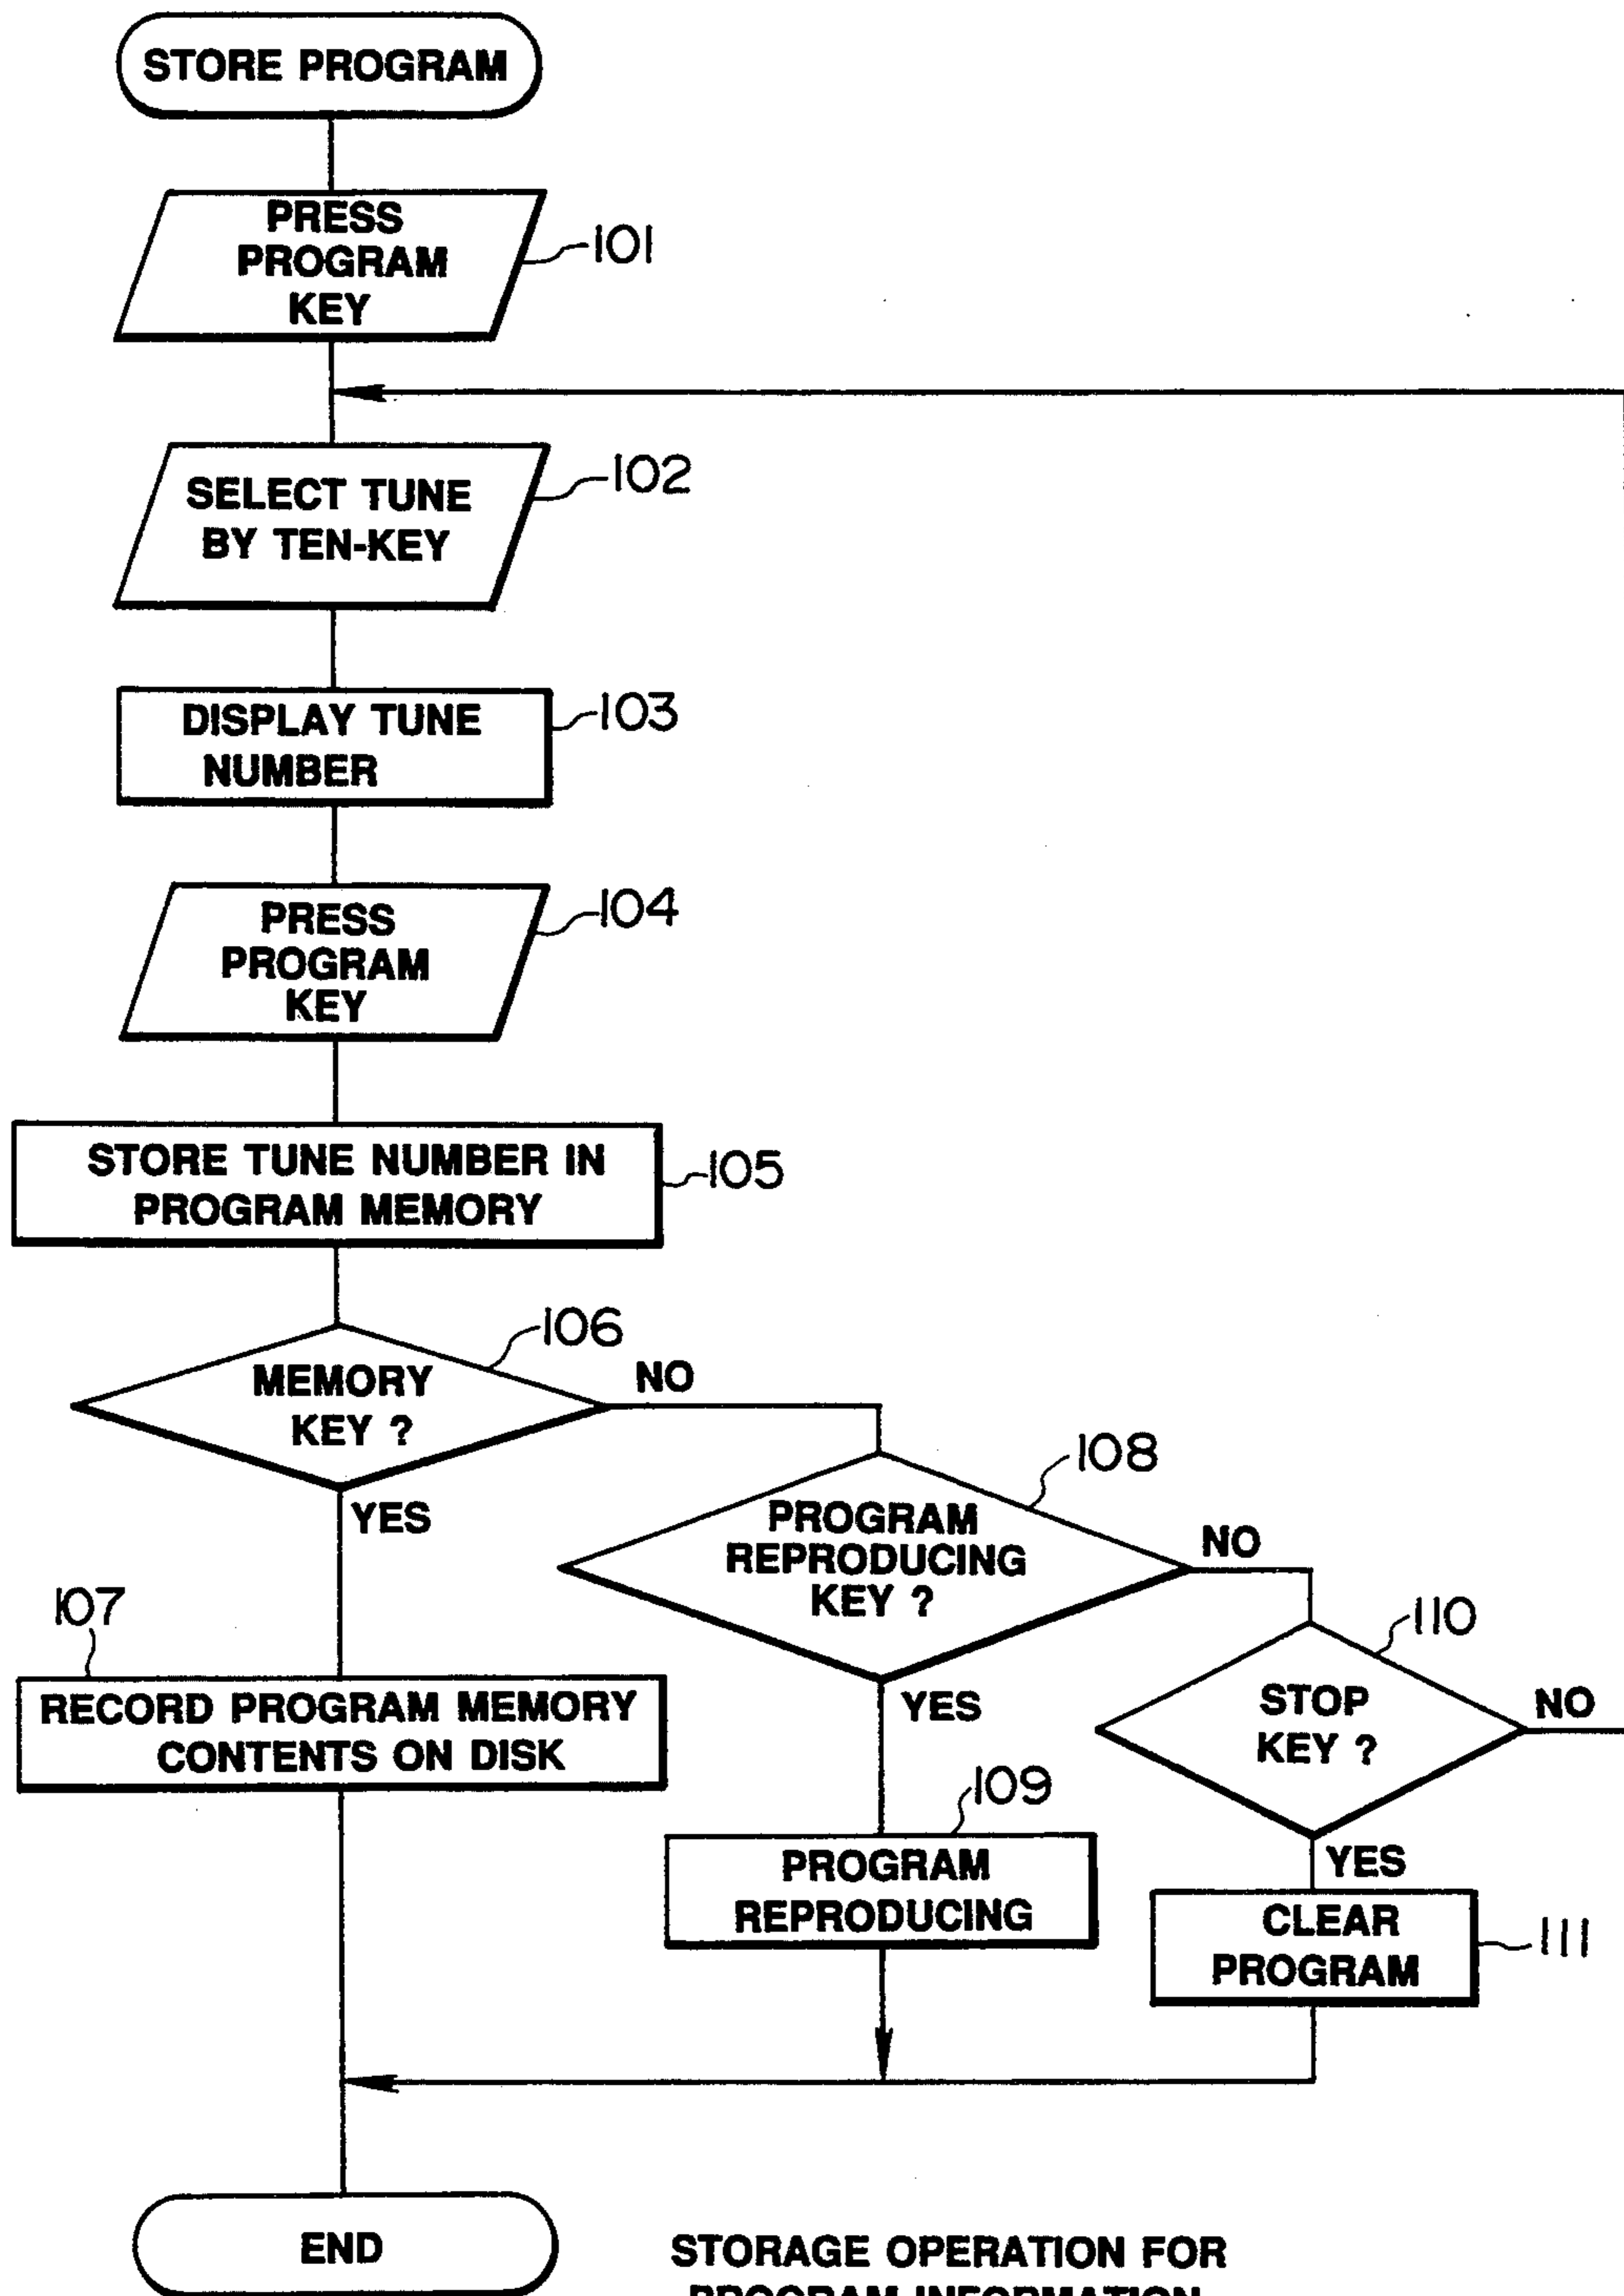 STORE PROGRAM
PRESS
PROGRAM
KEY
101
SELECT TUNE
BY TEN-KEY
102
DISPLAY TUNE
NUMBER
103
PRESS
PROGRAM
KEY
104
STORE TUNE NUMBER IN
PROGRAM MEMORY
105
MEMORY
KEY ?
106
NO
YES
107
RECORD PROGRAM MEMORY
CONTENTS ON DISK
108
PROGRAM
REPRODUCING
KEY ?
NO
YES
109
PROGRAM
REPRODUCING
110
STOP
KEY ?
NO
YES
CLEAR
PROGRAM
111
END
STORAGE OPERATION FOR
PROGRAM INFORMATION